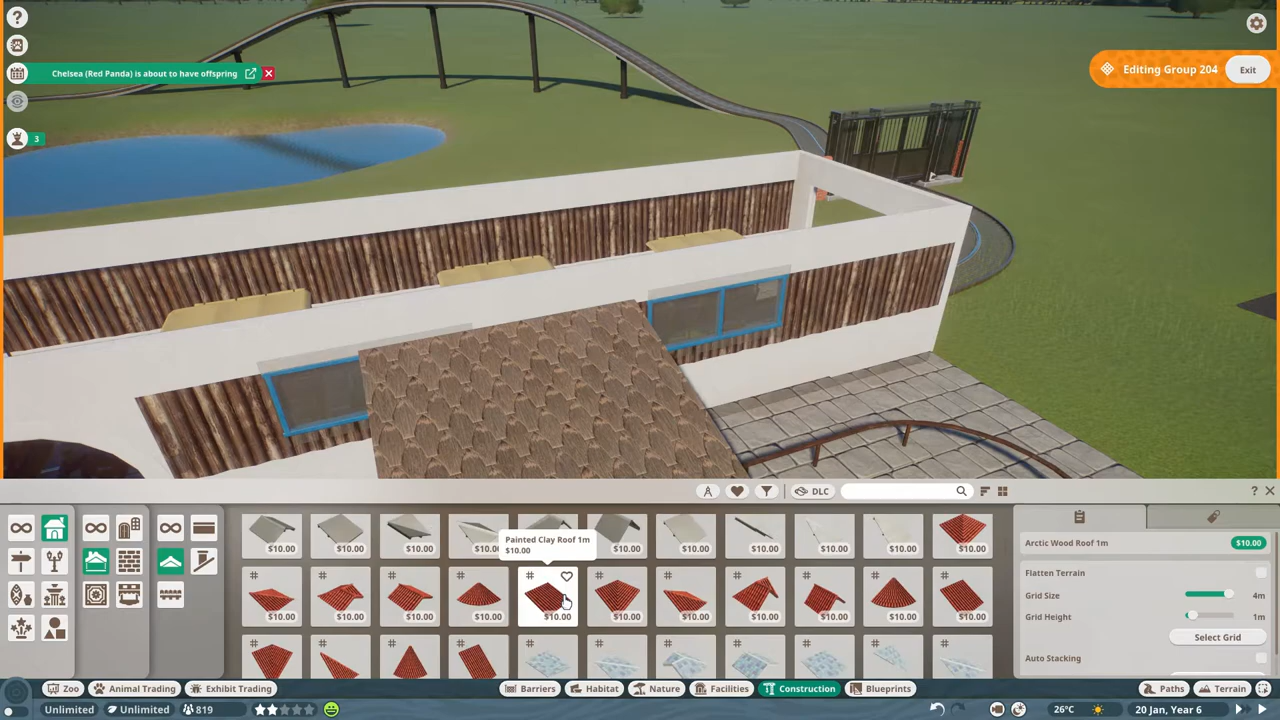 ?
Chelsea (Red Panda) is about to have offspring
3
Editing Group 204
Exit
DLC
? ×
$10.00 $10.00 $10.00 $10.00 $10.00 $10.00 $10.00 $10.00 $10.00 $10.00
Painted Clay Roof 1m
$10.00
$10.00 $10.00 $10.00 $10.00 $10.00 $10.00 $10.00 $10.00 $10.00 $10.00 $10.00
Arctic Wood Roof 1m
$10.00
Flatten Terrain
Grid Size
4m
Grid Height
1m
Select Grid
Auto Stacking
Zoo Animal Trading Exhibit Trading Barriers Habitat Nature Facilities Construction Blueprints Paths Terrain
Unlimited Unlimited 819 26°C 20 Jan, Year 6